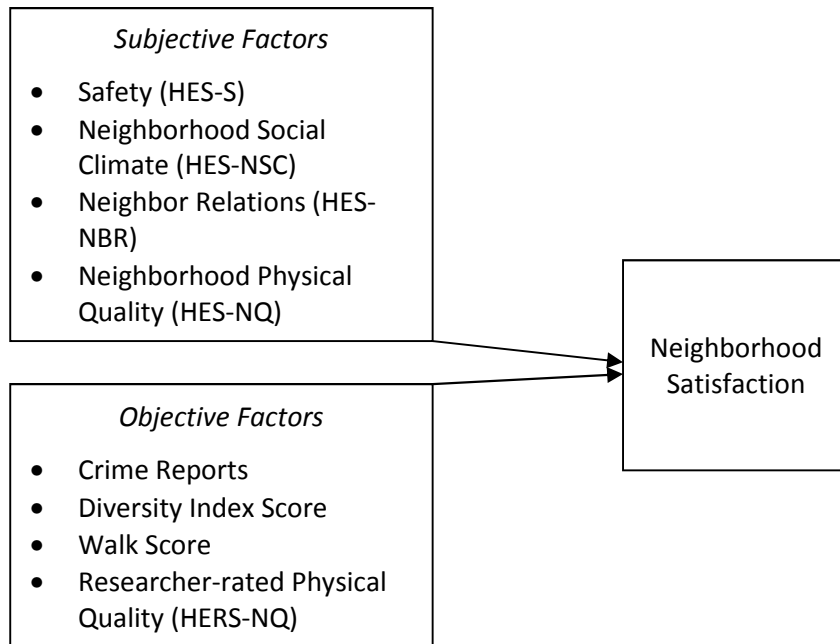 Subjective Factors
• Safety (HES-S)
• Neighborhood Social
Climate (HES-NSC)
• Neighbor Relations (HES-
NBR)
• Neighborhood Physical
Quality (HES-NQ)
Neighborhood
Satisfaction
Objective Factors
• Crime Reports
• Diversity Index Score
• Walk Score
• Researcher-rated Physical
Quality (HERS-NQ)